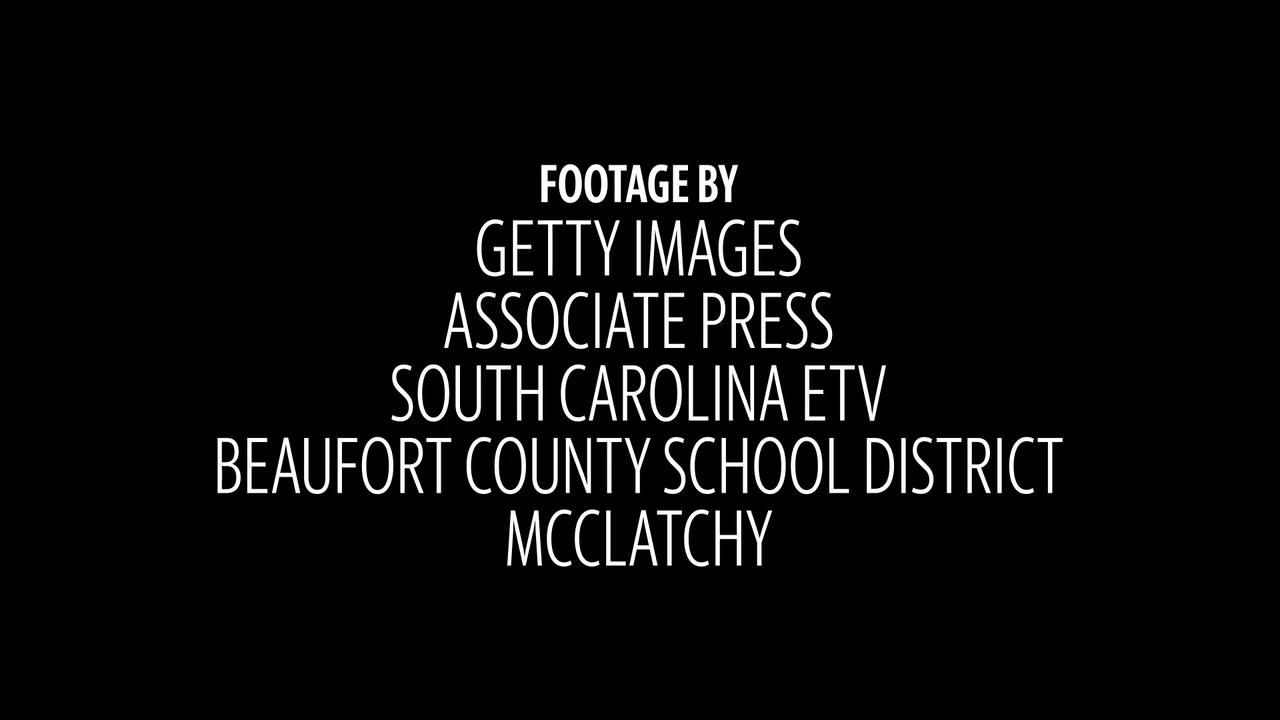 FOOTAGE BY
GETTY IMAGES
ASSOCIATE PRESS
SOUTH CAROLINA ETV
BEAUFORT COUNTY SCHOOL DISTRICT
MCCLATCHY